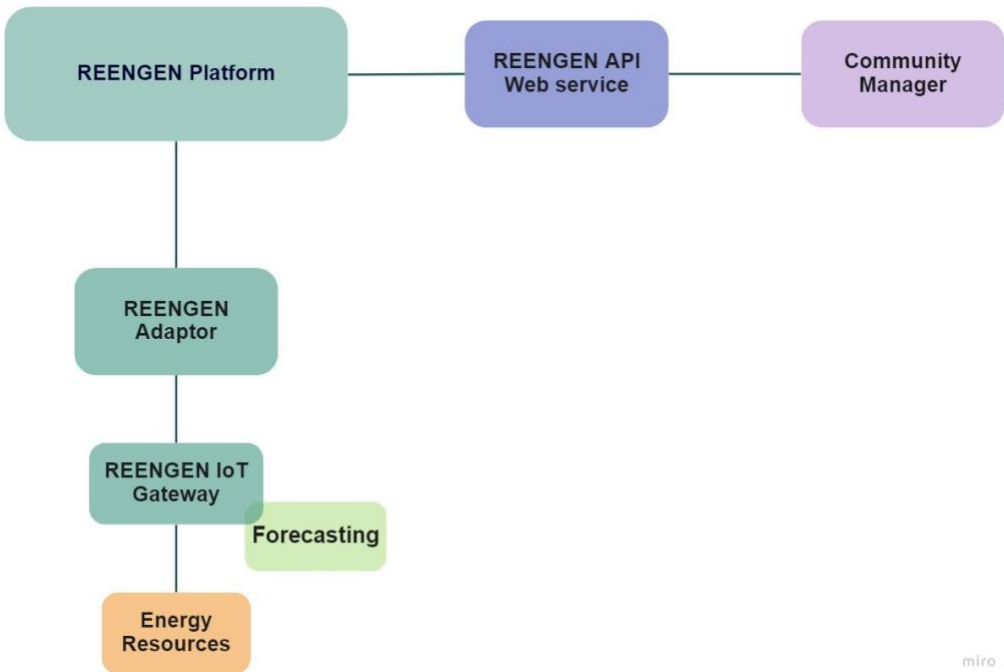 REENGEN Platform
REENGEN API
Web service
Community
Manager
REENGEN
Adaptor
REENGEN IoT
Gateway
Forecasting
Energy
Resources
miro